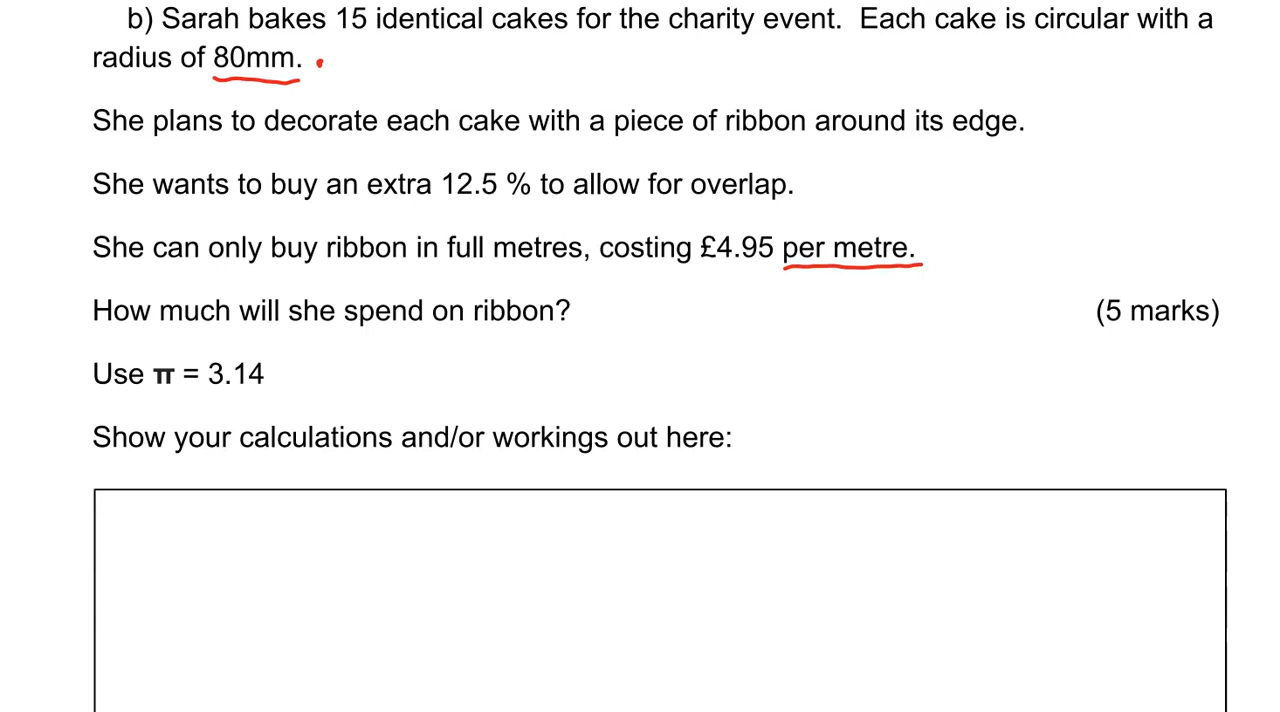 b) Sarah bakes 15 identical cakes for the charity event.  Each cake is circular with a
radius of 80mm.
She plans to decorate each cake with a piece of ribbon around its edge.
She wants to buy an extra 12.5 % to allow for overlap.
She can only buy ribbon in full metres, costing £4.95 per metre.
How much will she spend on ribbon? (5 marks)
Use π = 3.14
Show your calculations and/or workings out here: